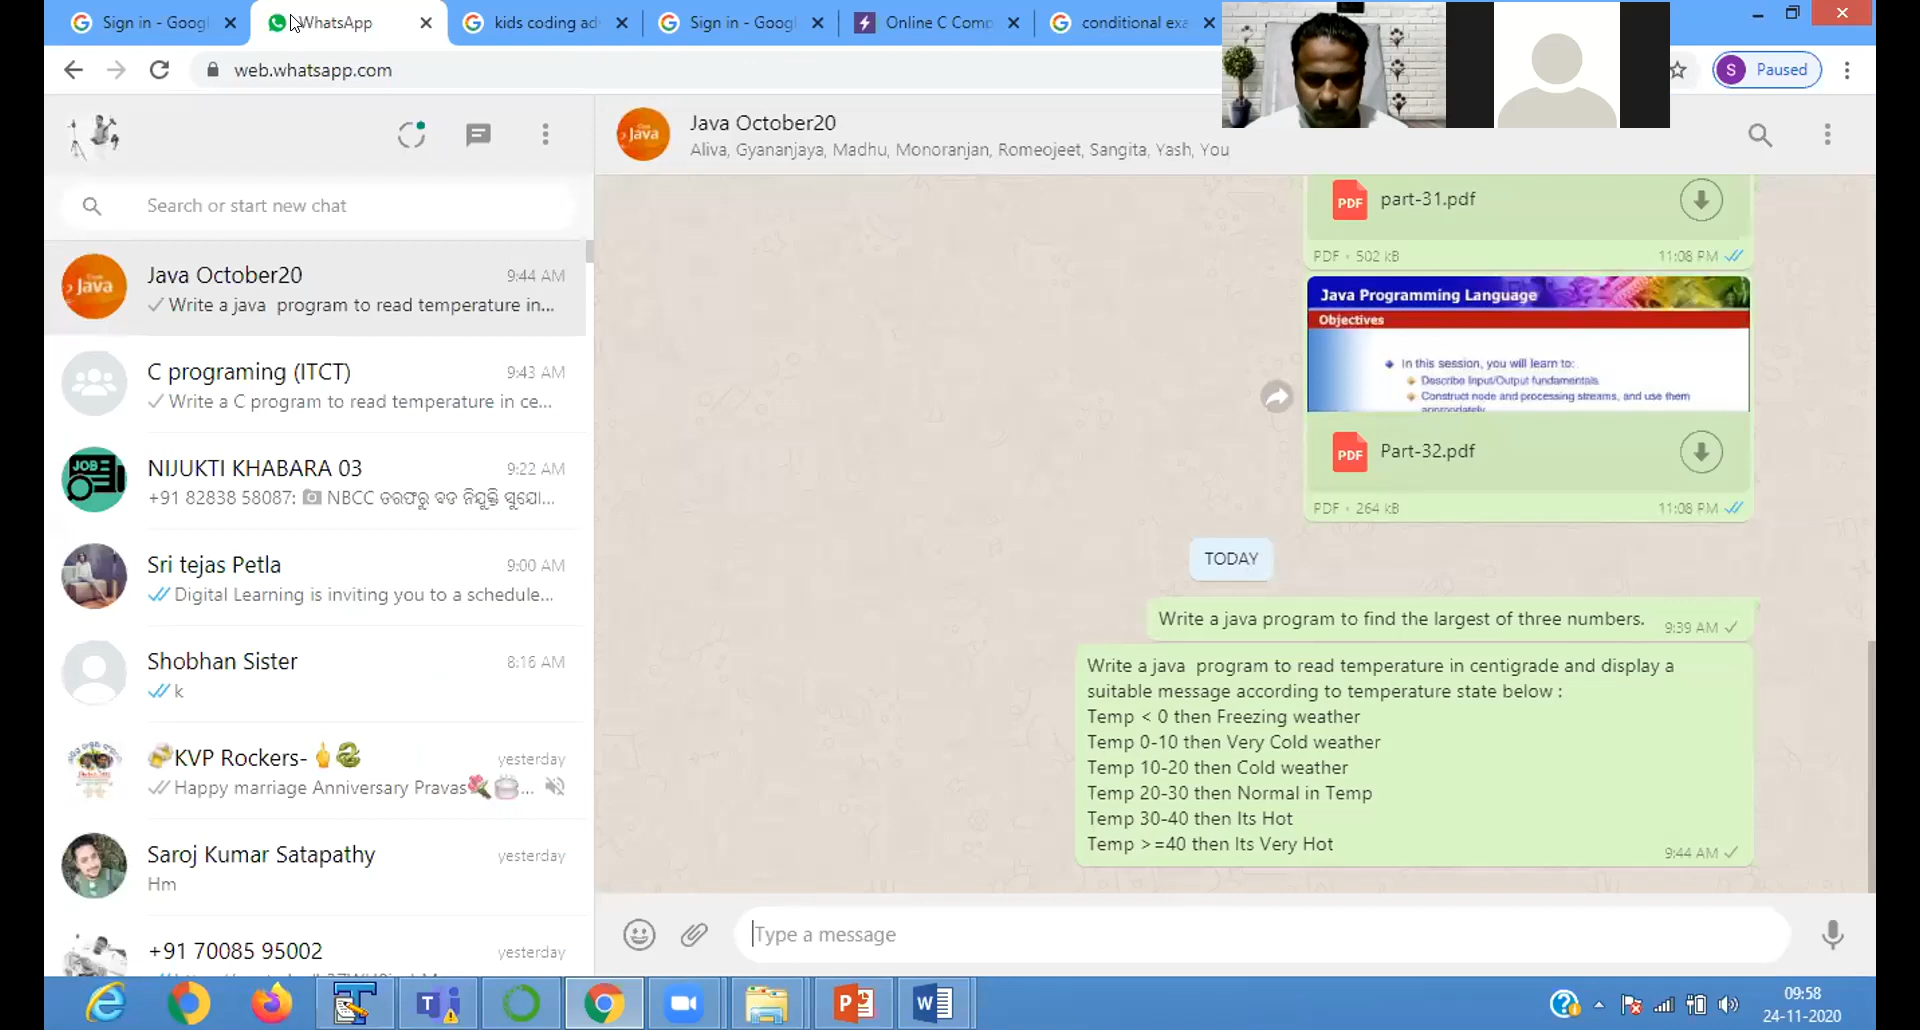 Sign in - Googl
WhatsApp
kids coding ad
Sign in - Googl
Online C Comp
conditional exa
web.whatsapp.com
S Paused
Java October20
Aliva, Gyananjaya, Madhu, Monoranjan, Romeojeet, Sangita, Yash, You
Search or start new chat
Java October20 9:44 AM
Write a java program to read temperature in...
C programing (ITCT) 9:43 AM
Write a C program to read temperature in ce...
NIJUKTI KHABARA 03 9:22 AM
+91 82838 58087: NBCC ତରଫରୁ ବଡ ନିଯୁକ୍ତି ସୁଯୋ...
Sri tejas Petla 9:00 AM
Digital Learning is inviting you to a schedule...
Shobhan Sister 8:16 AM
k
KVP Rockers- yesterday
Happy marriage Anniversary Pravas ...
Saroj Kumar Satapathy yesterday
Hm
+91 70085 95002 yesterday
PDF part-31.pdf
PDF • 502 kB 11:08 PM
Java Programming Language
Objectives
In this session, you will learn to:
Describe Input/Output fundamentals
Construct node and processing streams, and use them
appropriately
PDF Part-32.pdf
PDF • 264 kB 11:08 PM
TODAY
Write a java program to find the largest of three numbers. 9:39 AM
Write a java program to read temperature in centigrade and display a
suitable message according to temperature state below :
Temp < 0 then Freezing weather
Temp 0-10 then Very Cold weather
Temp 10-20 then Cold weather
Temp 20-30 then Normal in Temp
Temp 30-40 then Its Hot
Temp >=40 then Its Very Hot
9:44 AM
Type a message
09:58
24-11-2020